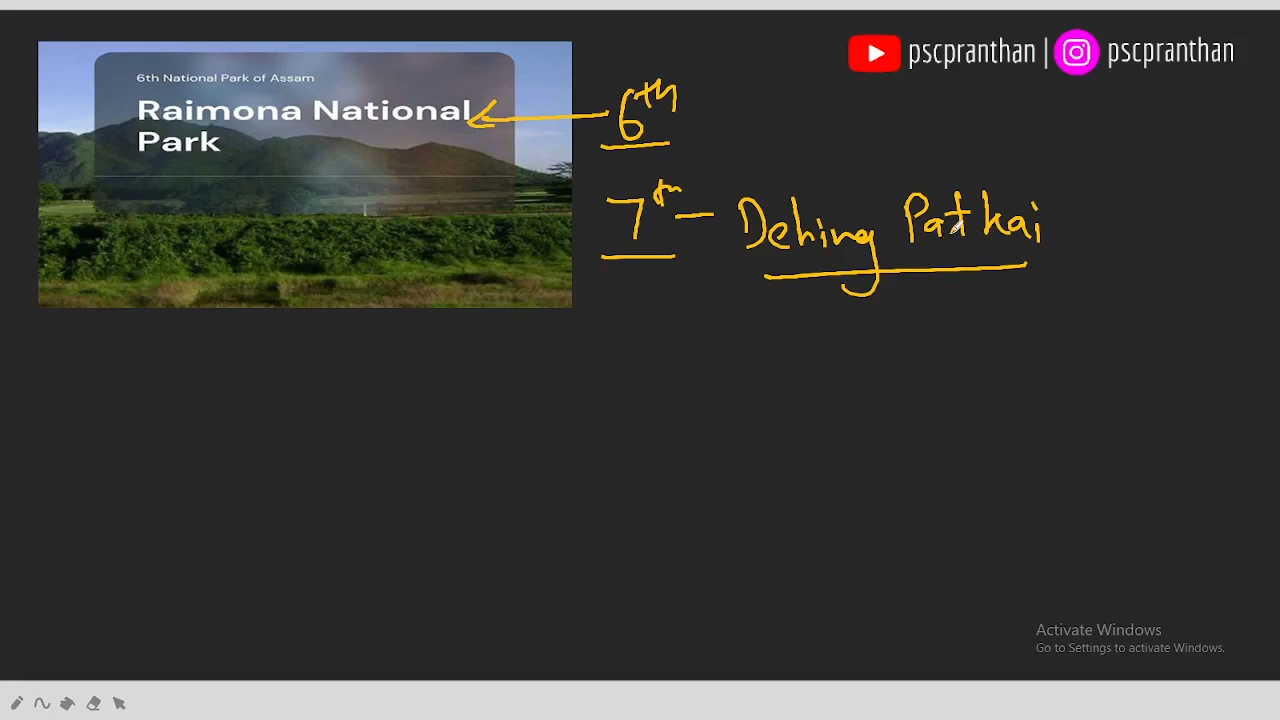 pscpranthan | pscpranthan
6th National Park of Assam
Raimona National
Park
6th
7th - Dehing Patkai
Activate Windows
Go to Settings to activate Windows.